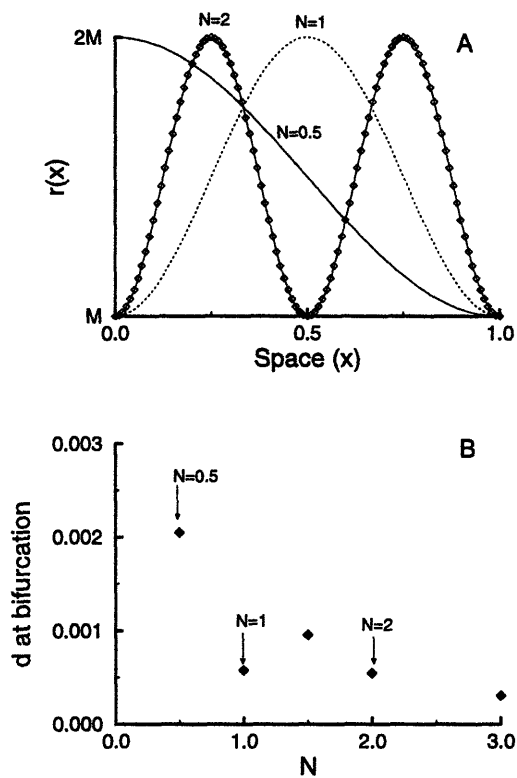 N=2 N=1
2M A
N=0.5
r(x)
M
0.0 0.5 1.0
Space (x)
0.003 B
N=0.5
0.002
d at bifurcation
0.001 N=1 N=2
0.000
0.0 1.0 2.0 3.0
N